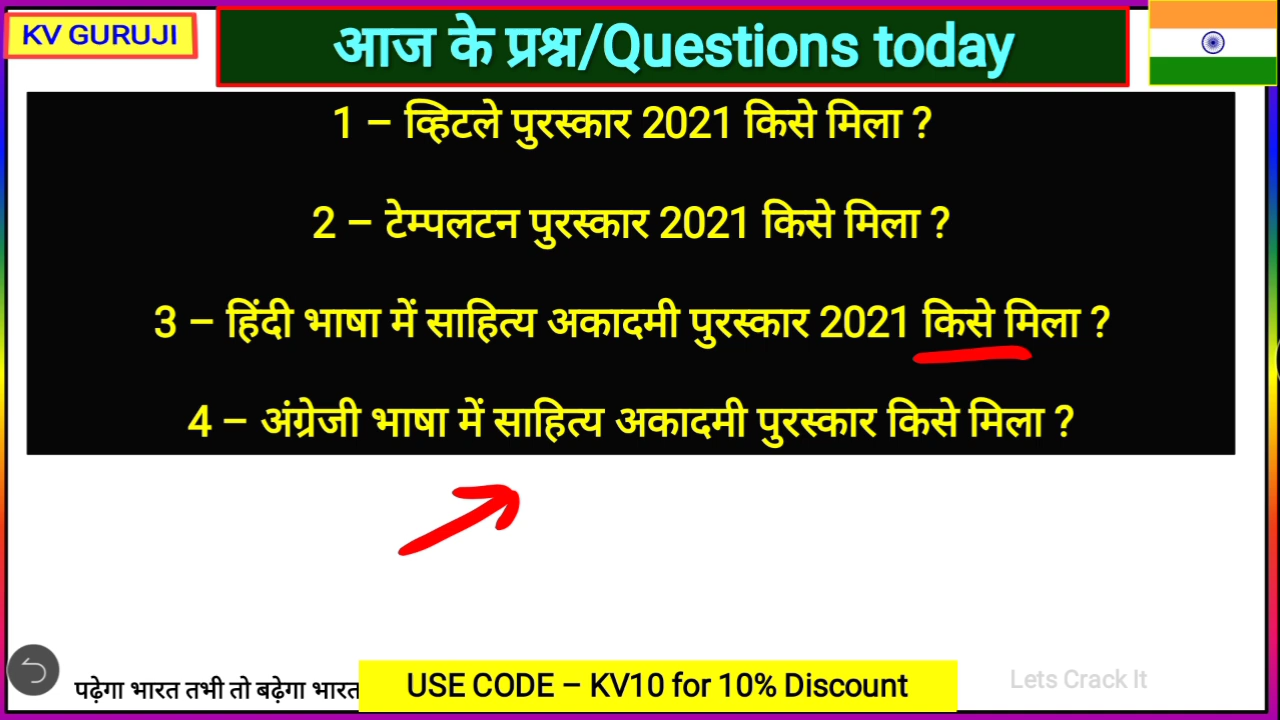 KV GURUJI
आज के प्रश्न/Questions today
1 – व्हिटले पुरस्कार 2021 किसे मिला ?
2 – टेम्पलटन पुरस्कार 2021 किसे मिला ?
3 – हिंदी भाषा में साहित्य अकादमी पुरस्कार 2021 किसे मिला ?
4 – अंग्रेजी भाषा में साहित्य अकादमी पुरस्कार किसे मिला ?
पढ़ेगा भारत तभी तो बढ़ेगा भारत
USE CODE – KV10 for 10% Discount
Lets Crack It